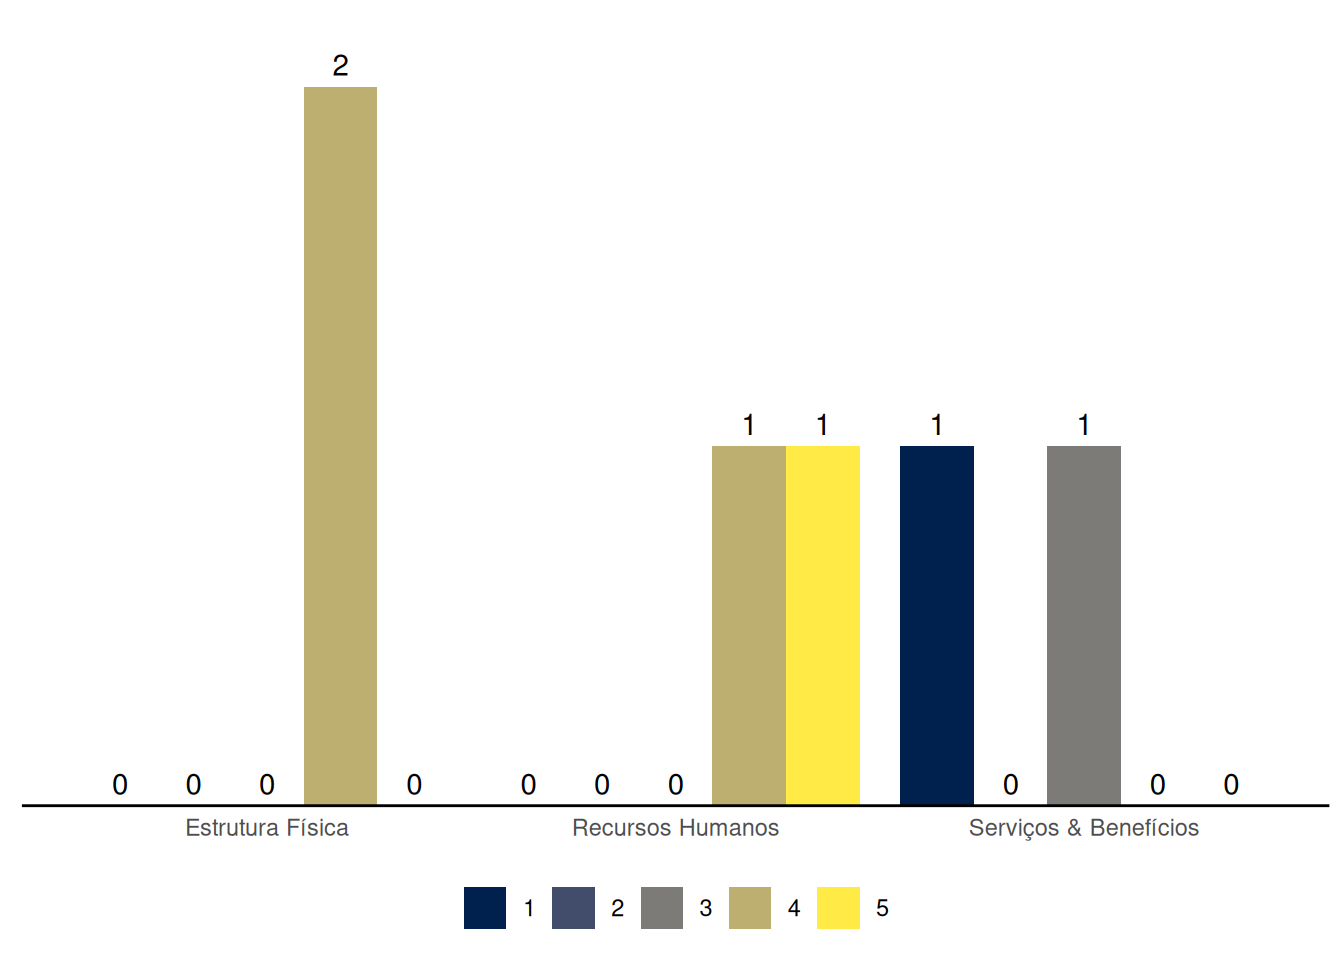 2
1 1 1 1
0 0 0 0 0 0 0 0 0 0
Estrutura Física Recursos Humanos Serviços & Benefícios
1 2 3 4 5